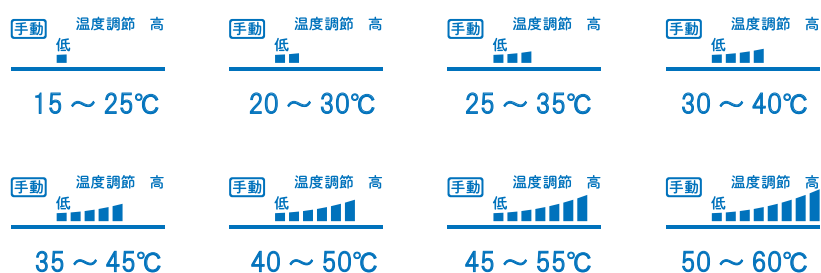 手動 温度調節 高
低
15 ～ 25℃
手動 温度調節 高
低
20 ～ 30℃
手動 温度調節 高
低
25 ～ 35℃
手動 温度調節 高
低
30 ～ 40℃
手動 温度調節 高
低
35 ～ 45℃
手動 温度調節 高
低
40 ～ 50℃
手動 温度調節 高
低
45 ～ 55℃
手動 温度調節 高
低
50 ～ 60℃